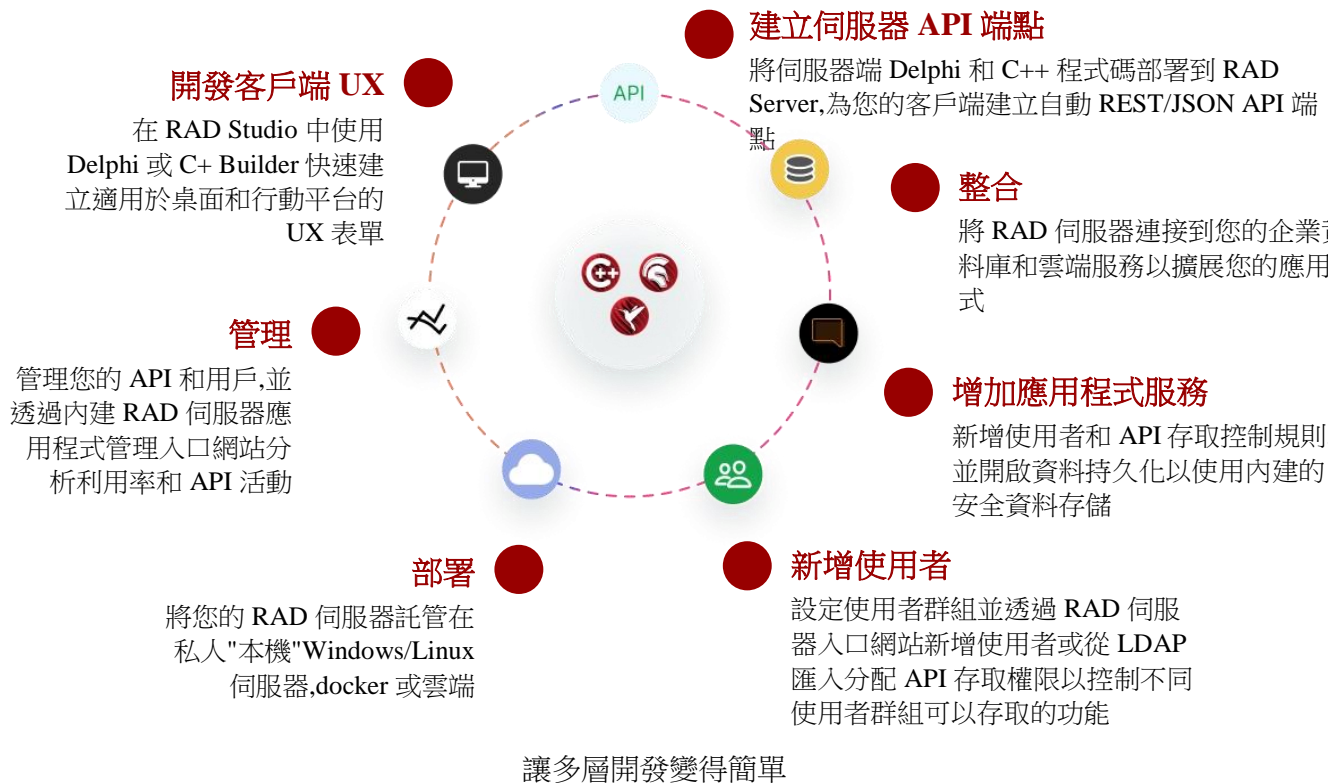 建立伺服器 API 端點
將伺服器端 Delphi 和 C++ 程式碼部署到 RAD
Server,為您的客戶端建立自動 REST/JSON API 端
點
開發客戶端 UX
在 RAD Studio 中使用
Delphi 或 C+ Builder 快速建
立適用於桌面和行動平台的
UX 表單
API
整合
將 RAD 伺服器連接到您的企業
料庫和雲端服務以擴展您的應用
式
C++
管理
管理您的 API 和用戶,並
透過內建 RAD 伺服器應
用程式管理入口網站分
析利用率和 API 活動
增加應用程式服務
新增使用者和 API 存取控制規則
並開啟資料持久化以使用內建的
安全資料存儲
部署
將您的 RAD 伺服器託管在
私人"本機"Windows/Linux
伺服器,docker 或雲端
新增使用者
設定使用者群組並透過 RAD 伺服
器入口網站新增使用者或從 LDAP
匯入分配 API 存取權限以控制不同
使用者群組可以存取的功能
讓多層開發變得簡單